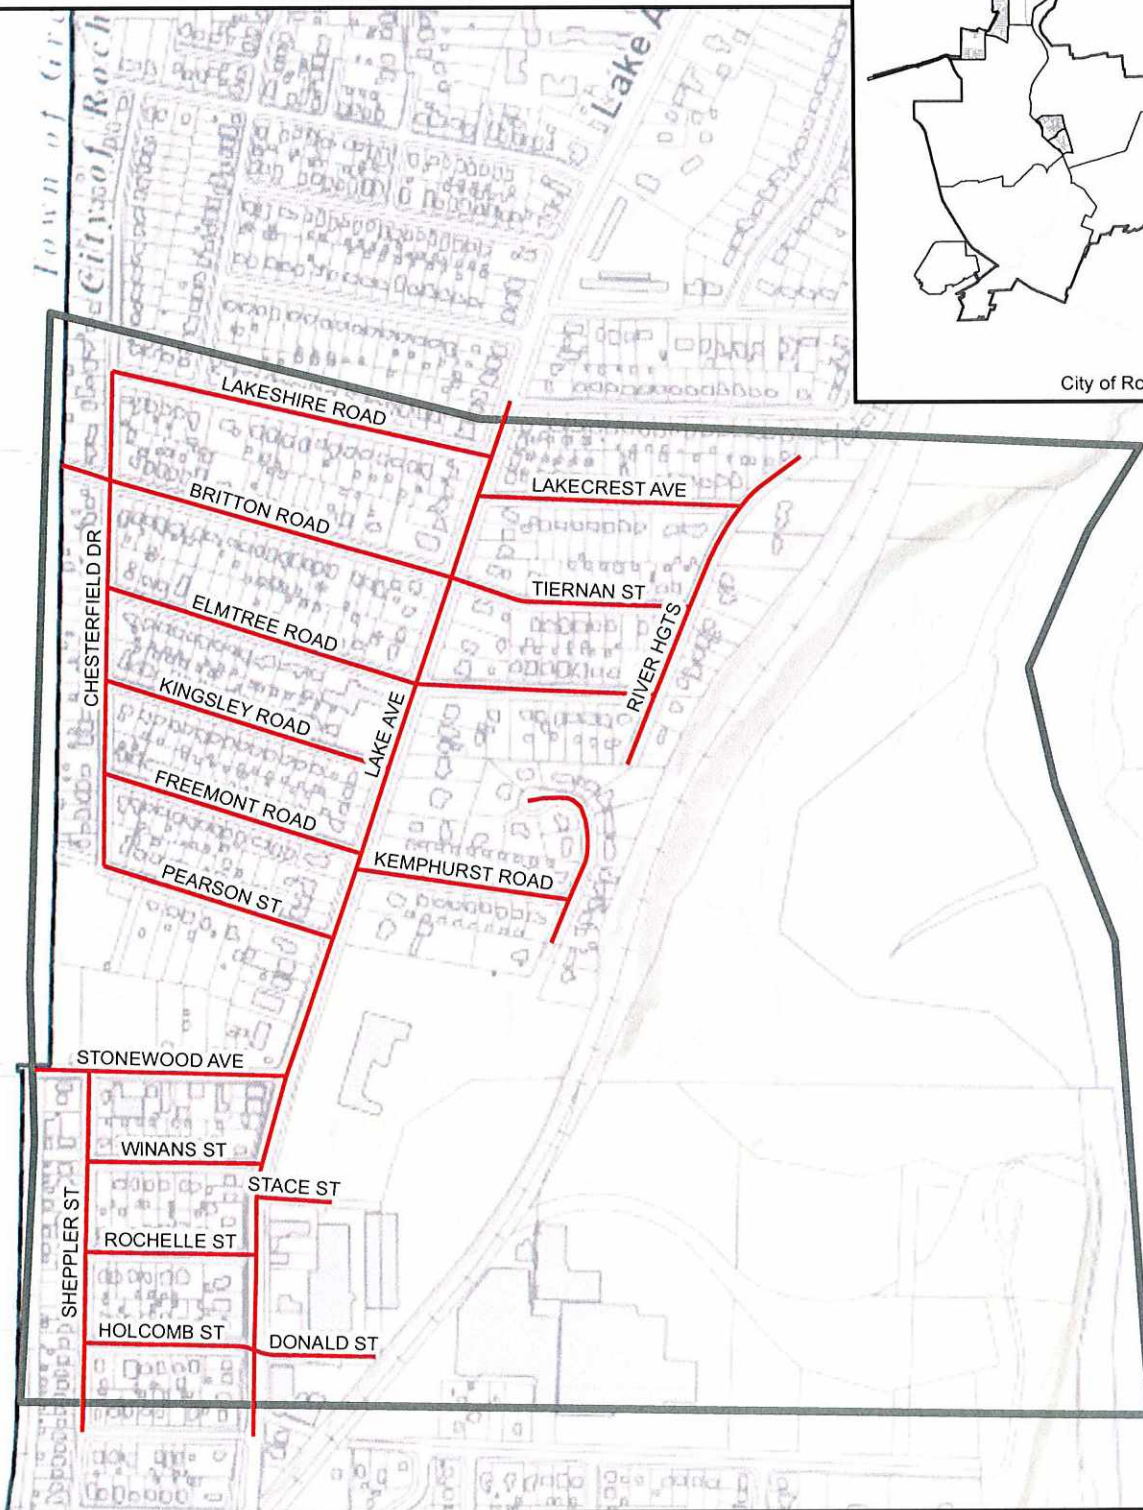 Town of Gre
City of Roch
Lake A
City of Ro
LAKESHIRE ROAD
LAKECREST AVE
BRITTON ROAD
CHESTERFIELD DR
TIERNAN ST
ELMTREE ROAD
RIVER HGTS
KINGSLEY ROAD
LAKE AVE
FREEMONT ROAD
KEMPHURST ROAD
PEARSON ST
STONEWOOD AVE
WINANS ST
STACE ST
SHEPPLER ST
ROCHELLE ST
HOLCOMB ST
DONALD ST